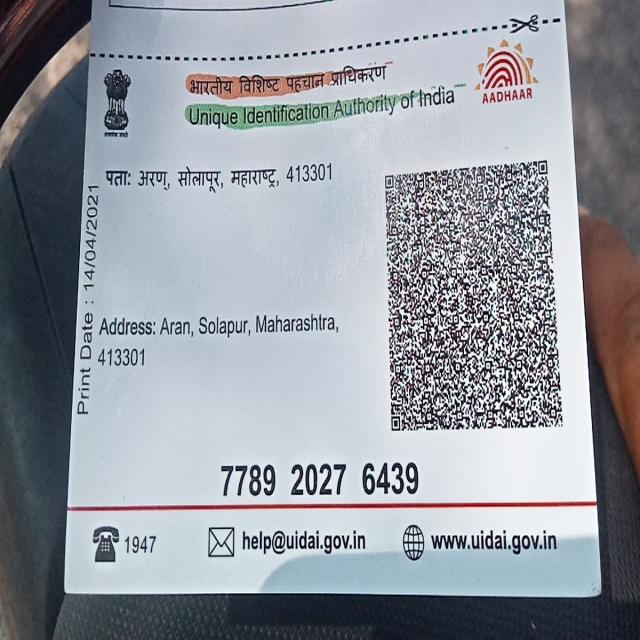 भारतीय विशिष्ट पहचान प्राधिकरण
Unique Identification Authority of India
AADHAAR
पता: अरण, सोलापूर, महाराष्ट्र, 413301
Print Date : 14/04/2021
Address: Aran, Solapur, Maharashtra,
413301
7789 2027 6439
1947
help@uidai.gov.in
www.uidai.gov.in